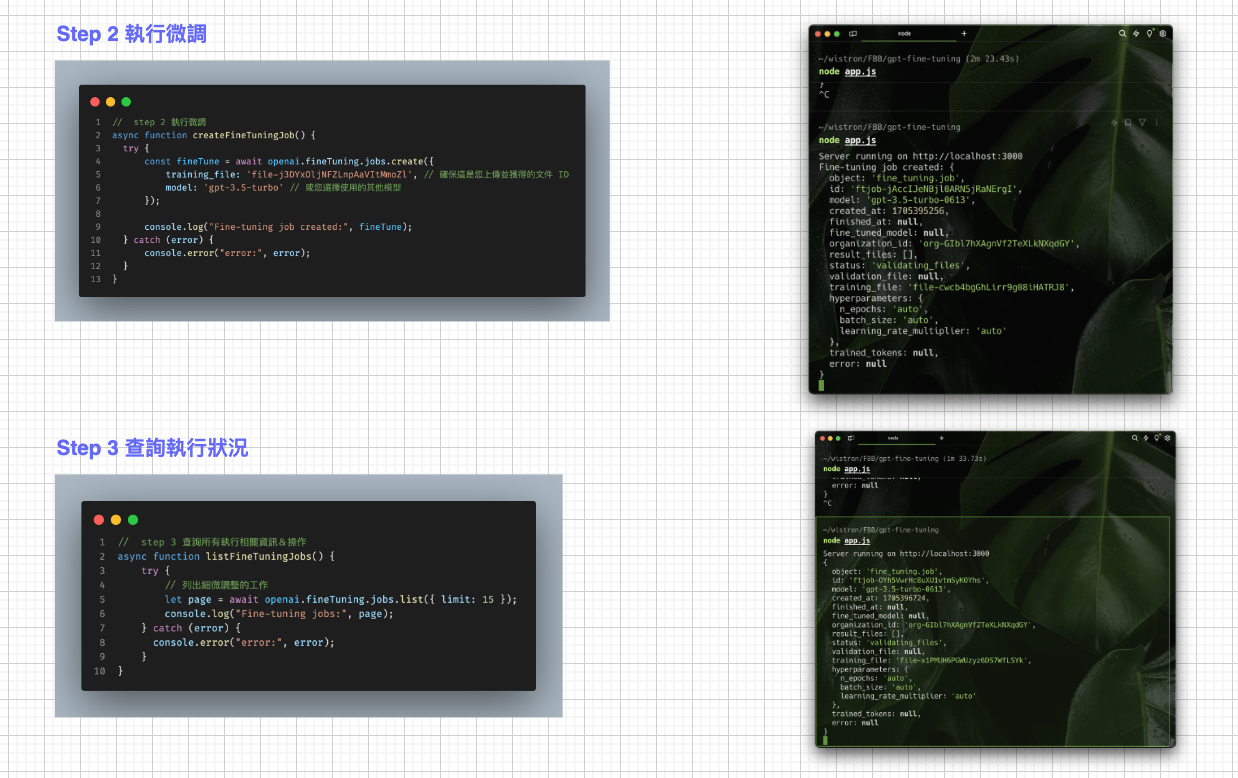 Step 2 執行微調
1 //  step 2 執行微調
2 async function createFineTuningJob() {
3   try {
4       const fineTune = await openai.fineTuning.jobs.create({
5           training_file: 'file-j3DYxOljNFZLnpAaVItMmoZl', // 確保這是您上傳並獲得的文件 ID
6           model: 'gpt-3.5-turbo' // 或您選擇使用的其他模型
7       });
8
9       console.log("Fine-tuning job created:", fineTune);
10   } catch (error) {
11       console.error("error:", error);
12   }
13 }
node
~/wistron/FBB/gpt-fine-tuning (2m 23.43s)
node app.js
}
^C
~/wistron/FBB/gpt-fine-tuning
node app.js
Server running on http://localhost:3000
Fine-tuning job created: {
  object: 'fine_tuning.job',
  id: 'ftjob-jAccIJeNBjl0ARN5jRaNErgI',
  model: 'gpt-3.5-turbo-0613',
  created_at: 1705395256,
  finished_at: null,
  fine_tuned_model: null,
  organization_id: 'org-GIbl7hXAgnVf2TeXLkNXqdGY',
  result_files: [],
  status: 'validating_files',
  validation_file: null,
  training_file: 'file-cwcb4bgGhLirr9g08iHATRJ8',
  hyperparameters: {
    n_epochs: 'auto',
    batch_size: 'auto',
    learning_rate_multiplier: 'auto'
  },
  trained_tokens: null,
  error: null
}
Step 3 查詢執行狀況
1 //  step 3 查詢所有執行相關資訊＆操作
2 async function listFineTuningJobs() {
3     try {
4         // 列出細微調整的工作
5         let page = await openai.fineTuning.jobs.list({ limit: 15 });
6         console.log("Fine-tuning jobs:", page);
7     } catch (error) {
8       console.error("error:", error);
9     }
10 }
node
~/wistron/FBB/gpt-fine-tuning (1m 33.73s)
node app.js
  trained_tokens: null,
  error: null
}
^C
~/wistron/FBB/gpt-fine-tuning
node app.js
Server running on http://localhost:3000
{
  object: 'fine_tuning.job',
  id: 'ftjob-OYh5VwrHc8uXU1vtmSyKOYhs',
  model: 'gpt-3.5-turbo-0613',
  created_at: 1705396724,
  finished_at: null,
  fine_tuned_model: null,
  organization_id: 'org-GIbl7hXAgnVf2TeXLkNXqdGY',
  result_files: [],
  status: 'validating_files',
  validation_file: null,
  training_file: 'file-x1PMUH6PGWUzyz6DS7WfLSYk',
  hyperparameters: {
    n_epochs: 'auto',
    batch_size: 'auto',
    learning_rate_multiplier: 'auto'
  },
  trained_tokens: null,
  error: null
}